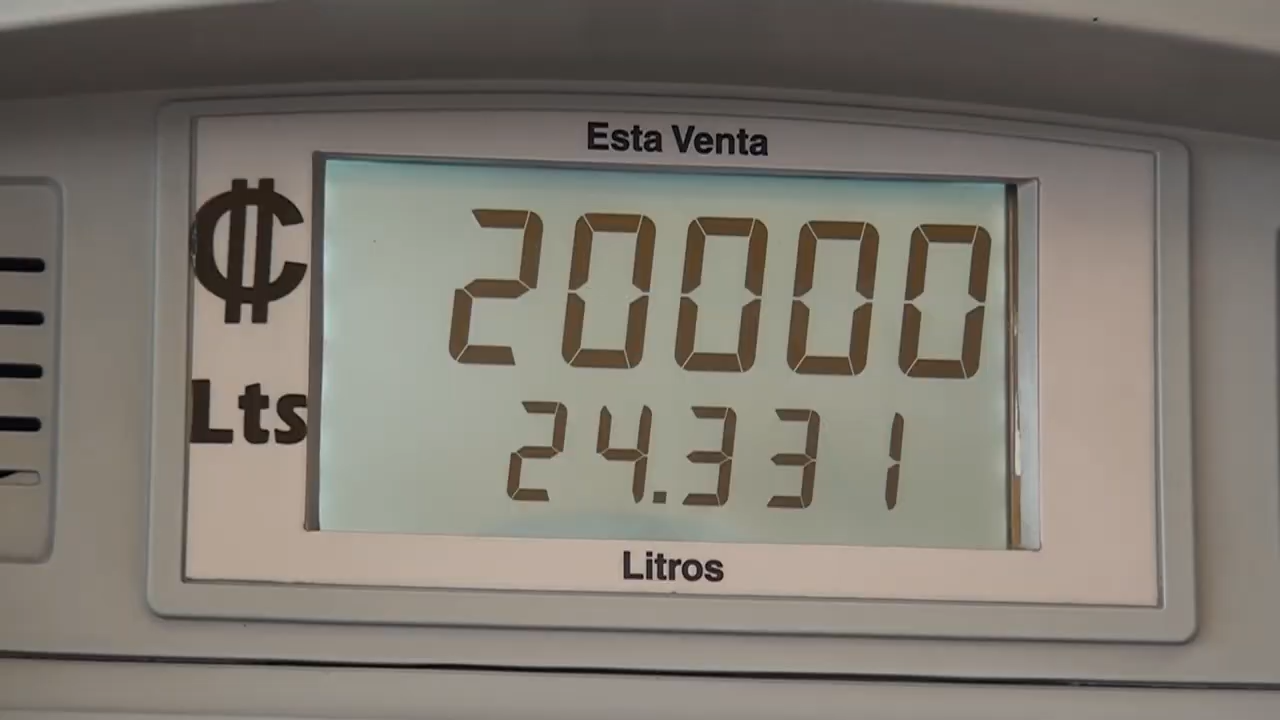 Esta Venta
₡ 20000
Lts 24.331
Litros